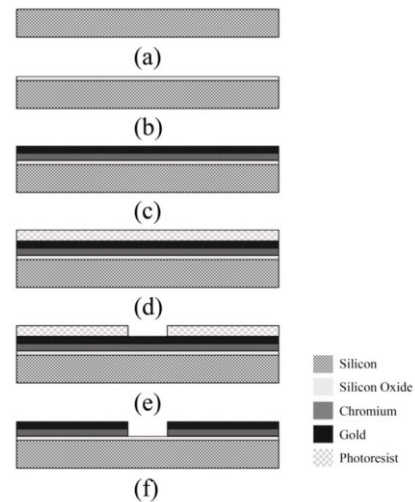 (a)
(b)
(c)
(d)
(e)
(f)
Silicon
Silicon Oxide
Chromium
Gold
Photoresist